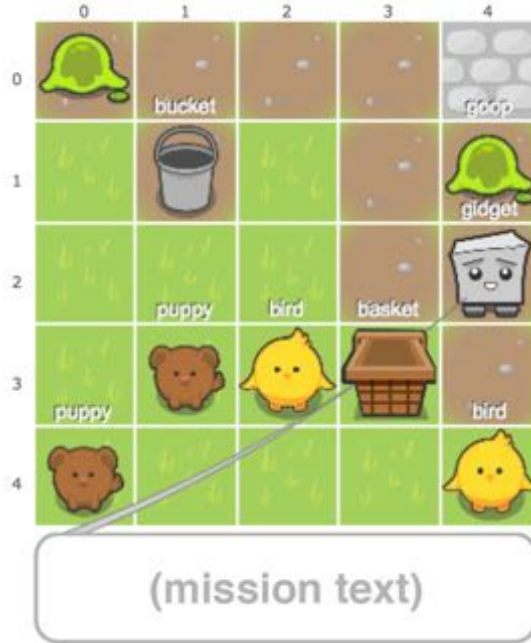 0 1 2 3 4
0
bucket goop
1
gidget
2
puppy bird basket
3
puppy bird
4
(mission text)